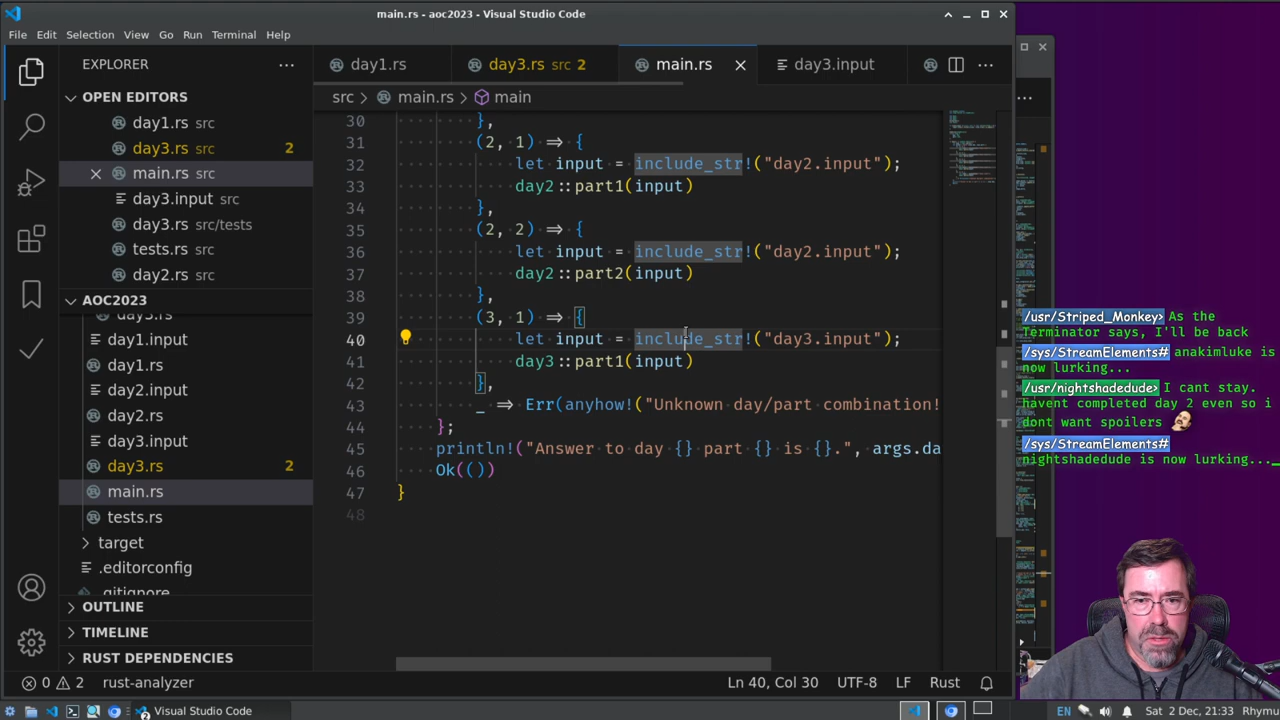 main.rs - aoc2023 - Visual Studio Code
File Edit Selection View Go Run Terminal Help
EXPLORER
OPEN EDITORS
day1.rs src
day3.rs src 2
main.rs src
day3.input src
day3.rs src/tests
tests.rs src
day2.rs src
AOC2023
day3.rs
day1.input
day1.rs
day2.input
day2.rs
day3.input
day3.rs 2
main.rs
tests.rs
target
.editorconfig
.gitignore
OUTLINE
TIMELINE
RUST DEPENDENCIES
day1.rs
day3.rs src 2
main.rs
day3.input
src > main.rs > main
30 },
31 (2, 1) => {
32 let input = include_str!("day2.input");
33 day2::part1(input)
34 },
35 (2, 2) => {
36 let input = include_str!("day2.input");
37 day2::part2(input)
38 },
39 (3, 1) => {
40 let input = include_str!("day3.input");
41 day3::part1(input)
42 },
43 _ => Err(anyhow!("Unknown day/part combination!
44 };
45 println!("Answer to day {} part {} is {}.", args.da
46 Ok(())
47 }
48
0 2 rust-analyzer
Ln 40, Col 30 UTF-8 LF Rust
/usr/Striped_Monkey> As the
Terminator says, I'll be back
/sys/StreamElements# anakimluke is
now lurking...
/usr/nightshadedude> I cant stay.
havent completed day 2 even so i
dont want spoilers
/sys/StreamElements#
nightshadedude is now lurking..._
2 Visual Studio Code
EN Sat 2 Dec, 21:33 Rhymu